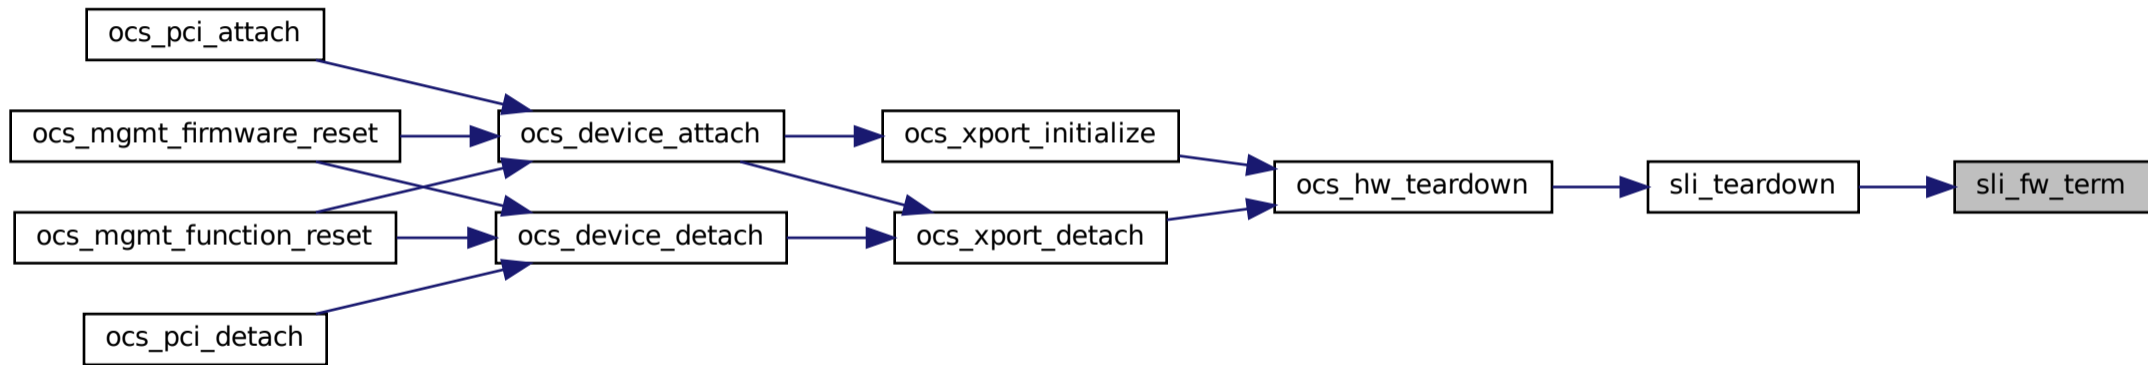 ocs_pci_attach
ocs_mgmt_firmware_reset
ocs_device_attach
ocs_xport_initialize
ocs_hw_teardown
sli_teardown
sli_fw_term
ocs_mgmt_function_reset
ocs_device_detach
ocs_xport_detach
ocs_pci_detach